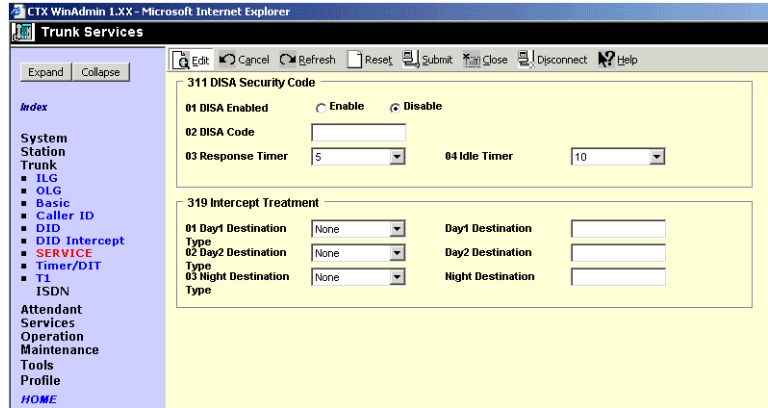 CTX WinAdmin 1.XX - Microsoft Internet Explorer
Trunk Services
Expand Collapse
Edit Cancel Refresh Reset Submit Close Disconnect Help
Index
System
Station
Trunk
ILG
OLG
Basic
Caller ID
DID
DID Intercept
SERVICE
Timer/DIT
T1
ISDN
Attendant
Services
Operation
Maintenance
Tools
Profile
HOME
311 DISA Security Code
01 DISA Enabled Enable Disable
02 DISA Code
03 Response Timer 5 04 Idle Timer 10
319 Intercept Treatment
01 Day1 Destination Type None Day1 Destination
02 Day2 Destination Type None Day2 Destination
03 Night Destination Type None Night Destination